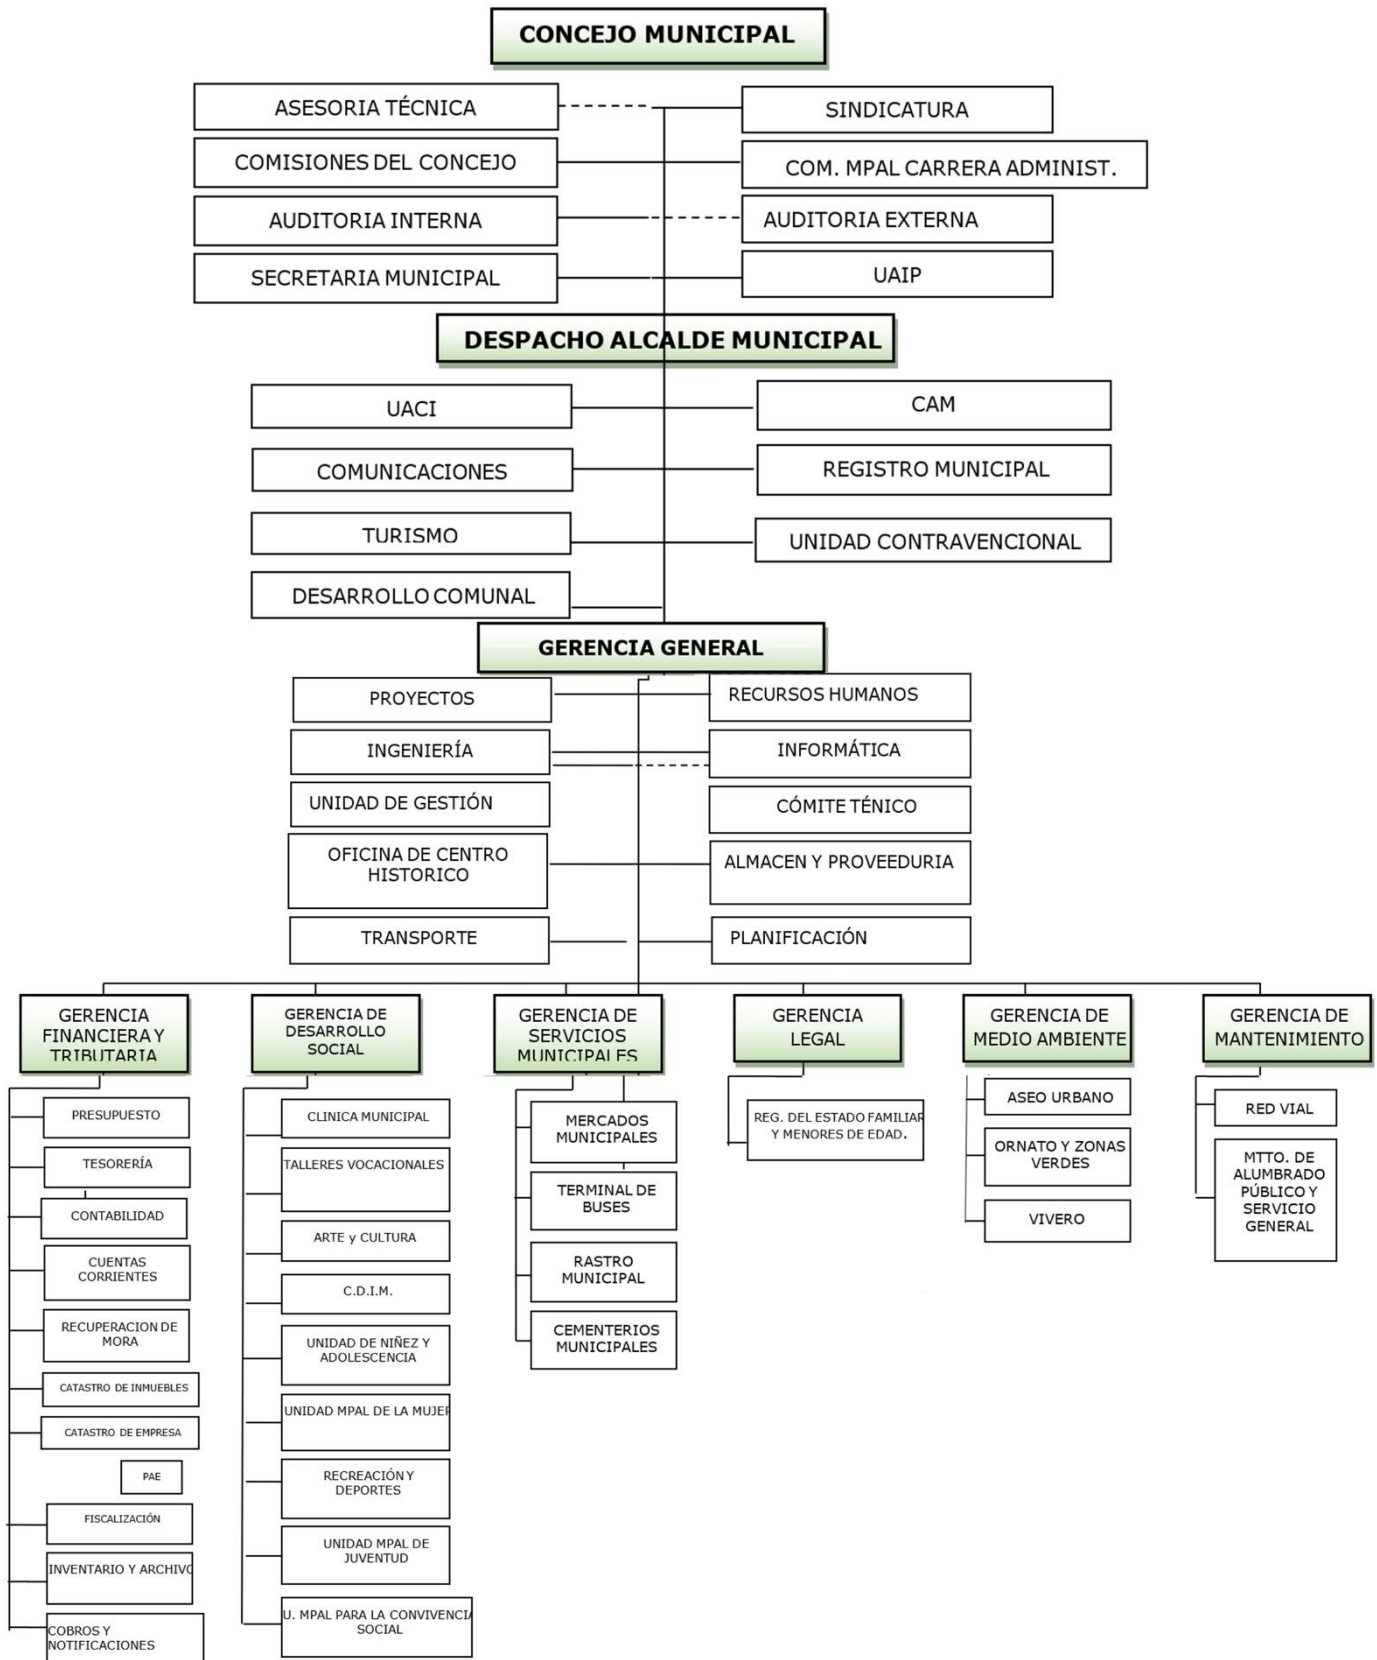 CONCEJO MUNICIPAL
ASESORIA TÉCNICA
SINDICATURA
COMISIONES DEL CONCEJO
COM. MPAL CARRERA ADMINIST.
AUDITORIA INTERNA
AUDITORIA EXTERNA
SECRETARIA MUNICIPAL
UAIP
DESPACHO ALCALDE MUNICIPAL
UACI
CAM
COMUNICACIONES
REGISTRO MUNICIPAL
TURISMO
UNIDAD CONTRAVENCIONAL
DESARROLLO COMUNAL
GERENCIA GENERAL
PROYECTOS
RECURSOS HUMANOS
INGENIERÍA
INFORMÁTICA
UNIDAD DE GESTIÓN
CÓMITE TÉNICO
OFICINA DE CENTRO
HISTORICO
ALMACEN Y PROVEEDURIA
TRANSPORTE
PLANIFICACIÓN
GERENCIA
FINANCIERA Y
TRIBUTARIA
PRESUPUESTO
TESORERÍA
CONTABILIDAD
CUENTAS
CORRIENTES
RECUPERACION DE
MORA
CATASTRO DE INMUEBLES
CATASTRO DE EMPRESA
PAE
FISCALIZACIÓN
INVENTARIO Y ARCHIVO
COBROS Y
NOTIFICACIONES
GERENCIA DE
DESARROLLO
SOCIAL
CLINICA MUNICIPAL
TALLERES VOCACIONALES
ARTE y CULTURA
C.D.I.M.
UNIDAD DE NIÑEZ Y
ADOLESCENCIA
UNIDAD MPAL DE LA MUJER
RECREACIÓN Y
DEPORTES
UNIDAD MPAL DE
JUVENTUD
U. MPAL PARA LA CONVIVENCIA
SOCIAL
GERENCIA DE
SERVICIOS
MUNICIPALES
MERCADOS
MUNICIPALES
TERMINAL DE
BUSES
RASTRO
MUNICIPAL
CEMENTERIOS
MUNICIPALES
GERENCIA
LEGAL
REG. DEL ESTADO FAMILIAR
Y MENORES DE EDAD.
GERENCIA DE
MEDIO AMBIENTE
ASEO URBANO
ORNATO Y ZONAS
VERDES
VIVERO
GERENCIA DE
MANTENIMIENTO
RED VIAL
MTTO. DE
ALUMBRADO
PÚBLICO Y
SERVICIO
GENERAL